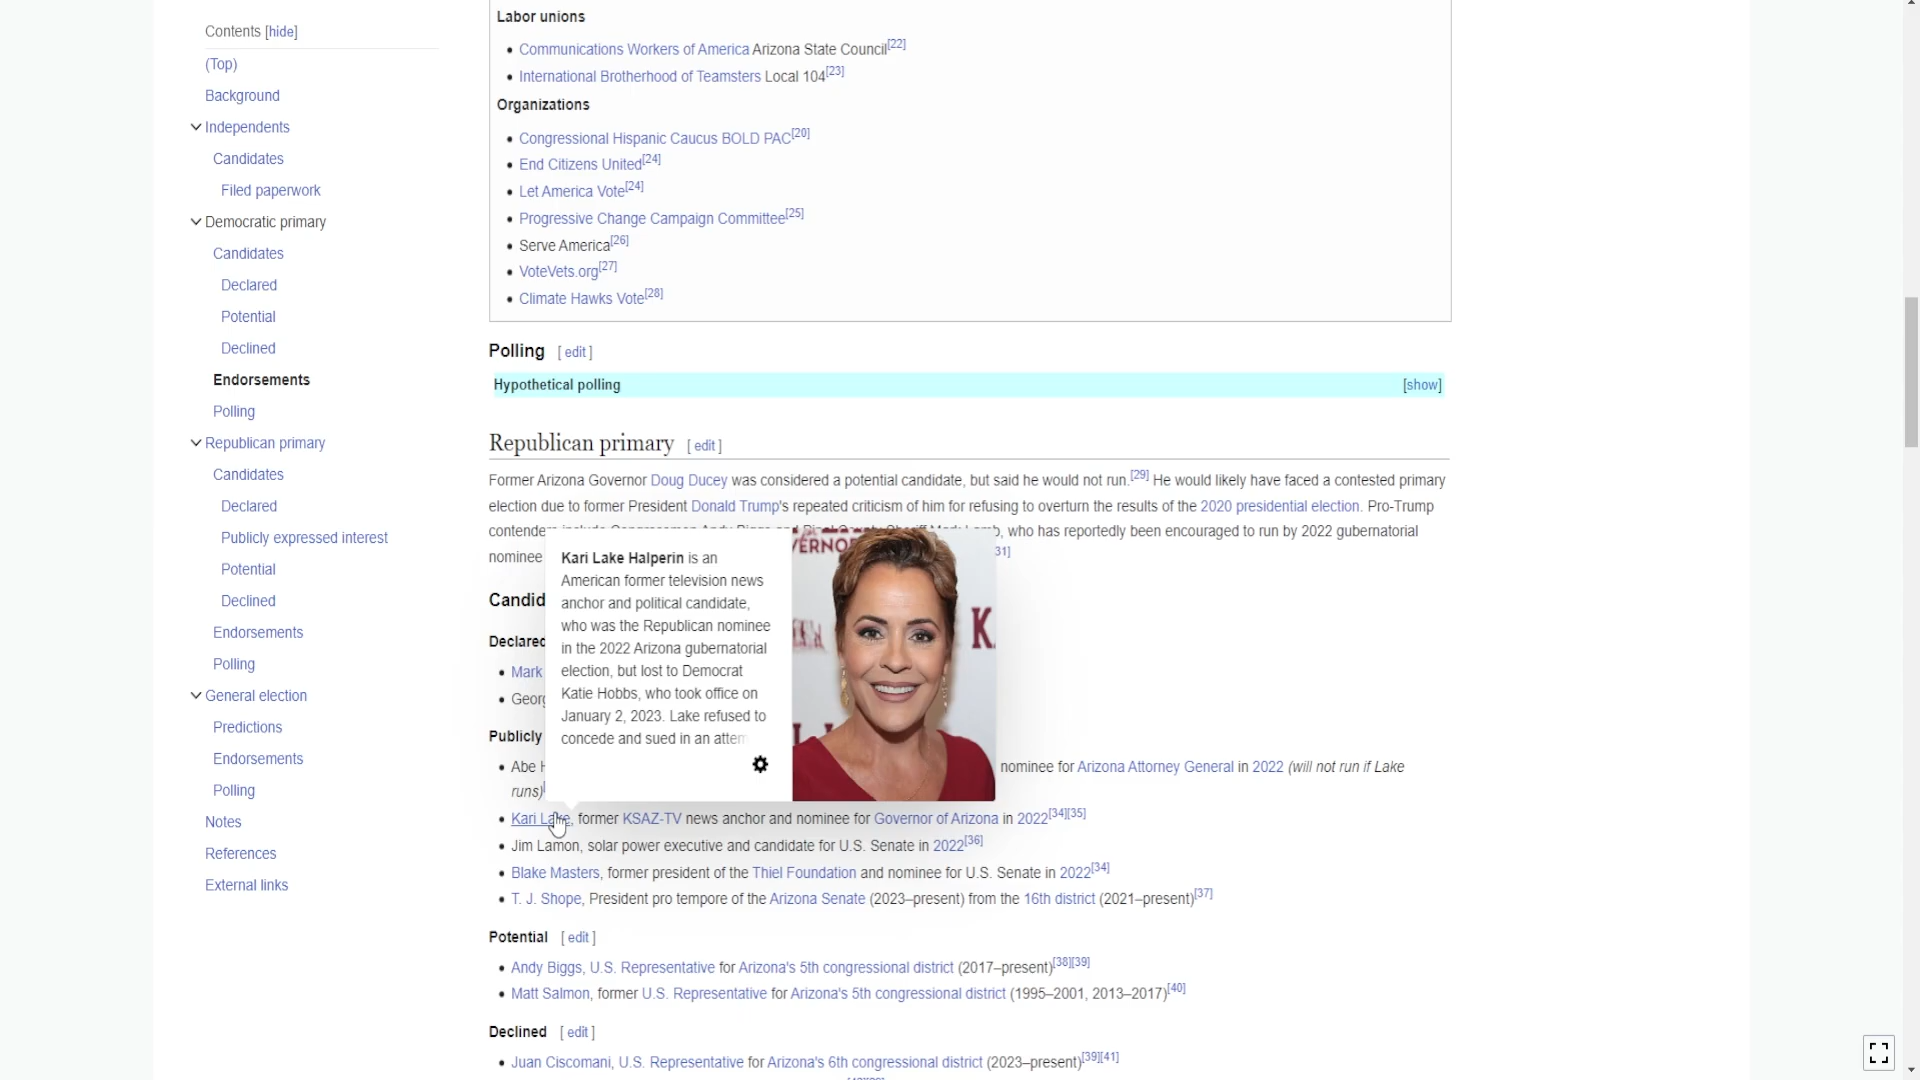 Contents [hide]
(Top)
Background
Independents
Candidates
Filed paperwork
Democratic primary
Candidates
Declared
Potential
Declined
Endorsements
Polling
Republican primary
Candidates
Declared
Publicly expressed interest
Potential
Declined
Endorsements
Polling
General election
Predictions
Endorsements
Polling
Notes
References
External links
Labor unions
Communications Workers of America Arizona State Council[22]
International Brotherhood of Teamsters Local 104[23]
Organizations
Congressional Hispanic Caucus BOLD PAC[20]
End Citizens United[24]
Let America Vote[24]
Progressive Change Campaign Committee[25]
Serve America[26]
VoteVets.org[27]
Climate Hawks Vote[28]
Polling [ edit ]
Hypothetical polling [show]
Republican primary [ edit ]
Former Arizona Governor Doug Ducey was considered a potential candidate, but said he would not run.[29] He would likely have faced a contested primary
election due to former President Donald Trump's repeated criticism of him for refusing to overturn the results of the 2020 presidential election. Pro-Trump
contenders include Congressman Andy Biggs and Pinal County Sheriff Mark Lamb, who has reportedly been encouraged to run by 2022 gubernatorial
nominee 31]
Candid
Declared
Mark
Georg
Publicly
Kari Lake Halperin is an
American former television news
anchor and political candidate,
who was the Republican nominee
in the 2022 Arizona gubernatorial
election, but lost to Democrat
Katie Hobbs, who took office on
January 2, 2023. Lake refused to
concede and sued in an attem
VERNOR
K
Abe H nominee for Arizona Attorney General in 2022 (will not run if Lake
runs)[
Kari Lake, former KSAZ-TV news anchor and nominee for Governor of Arizona in 2022[34][35]
Jim Lamon, solar power executive and candidate for U.S. Senate in 2022[36]
Blake Masters, former president of the Thiel Foundation and nominee for U.S. Senate in 2022[34]
T. J. Shope, President pro tempore of the Arizona Senate (2023–present) from the 16th district (2021–present)[37]
Potential [ edit ]
Andy Biggs, U.S. Representative for Arizona's 5th congressional district (2017–present)[38][39]
Matt Salmon, former U.S. Representative for Arizona's 5th congressional district (1995–2001, 2013–2017)[40]
Declined [ edit ]
Juan Ciscomani, U.S. Representative for Arizona's 6th congressional district (2023–present)[39][41]